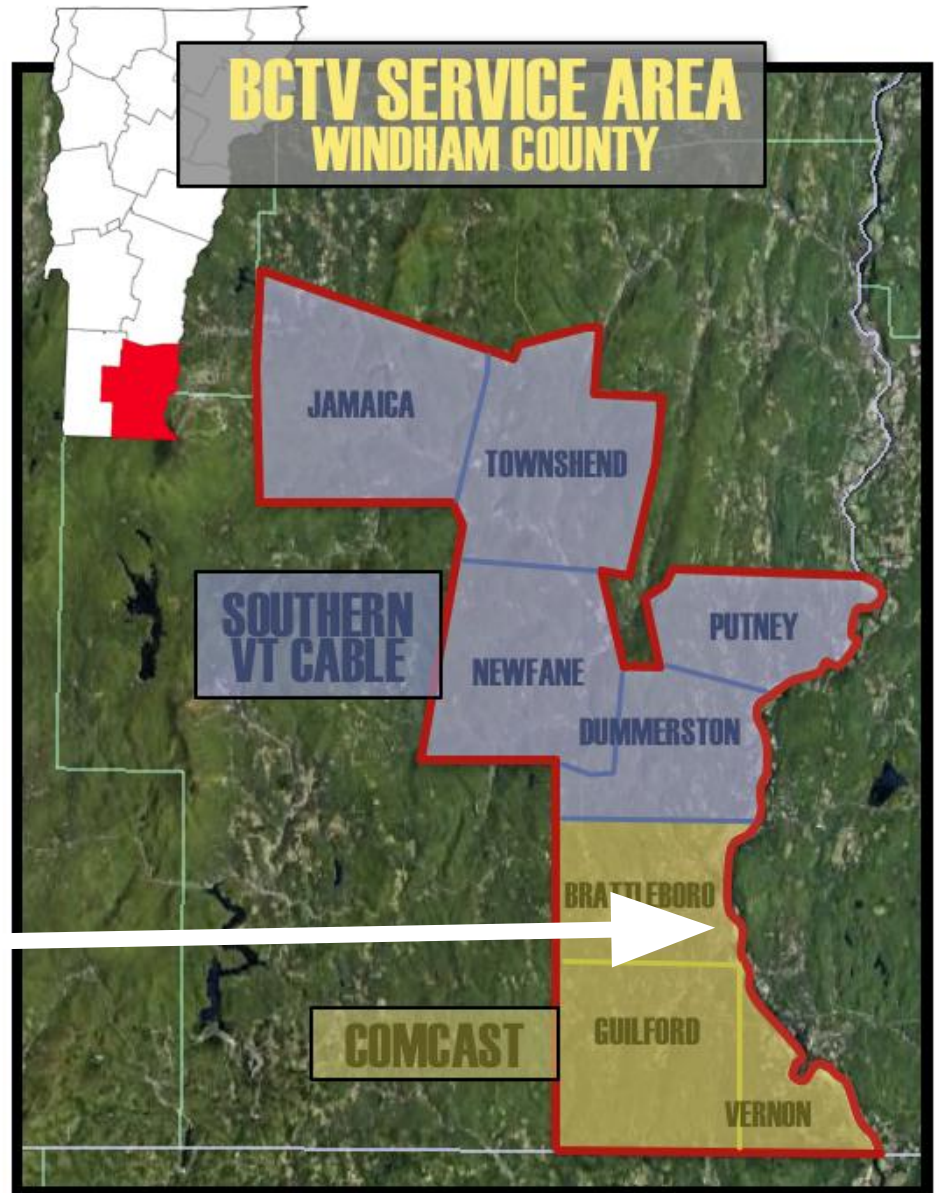 BCTV SERVICE AREA
WINDHAM COUNTY
JAMAICA
TOWNSHEND
SOUTHERN
VT CABLE
PUTNEY
NEWFANE
DUMMERSTON
BRATTLEBORO
COMCAST
GUILFORD
VERNON